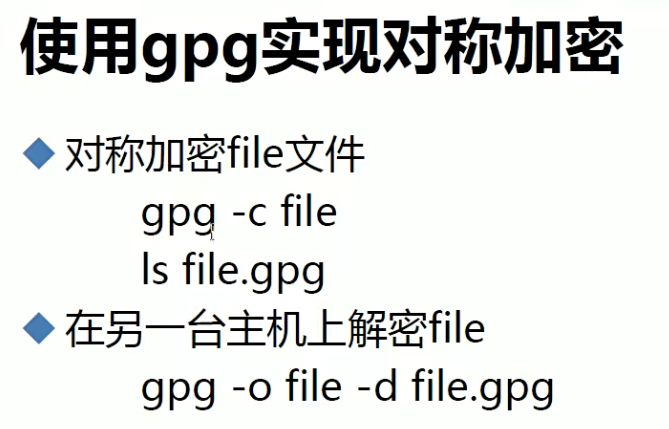 使用gpg实现对称加密
对称加密file文件
gpg -c file
ls file.gpg
在另一台主机上解密file
gpg -o file -d file.gpg